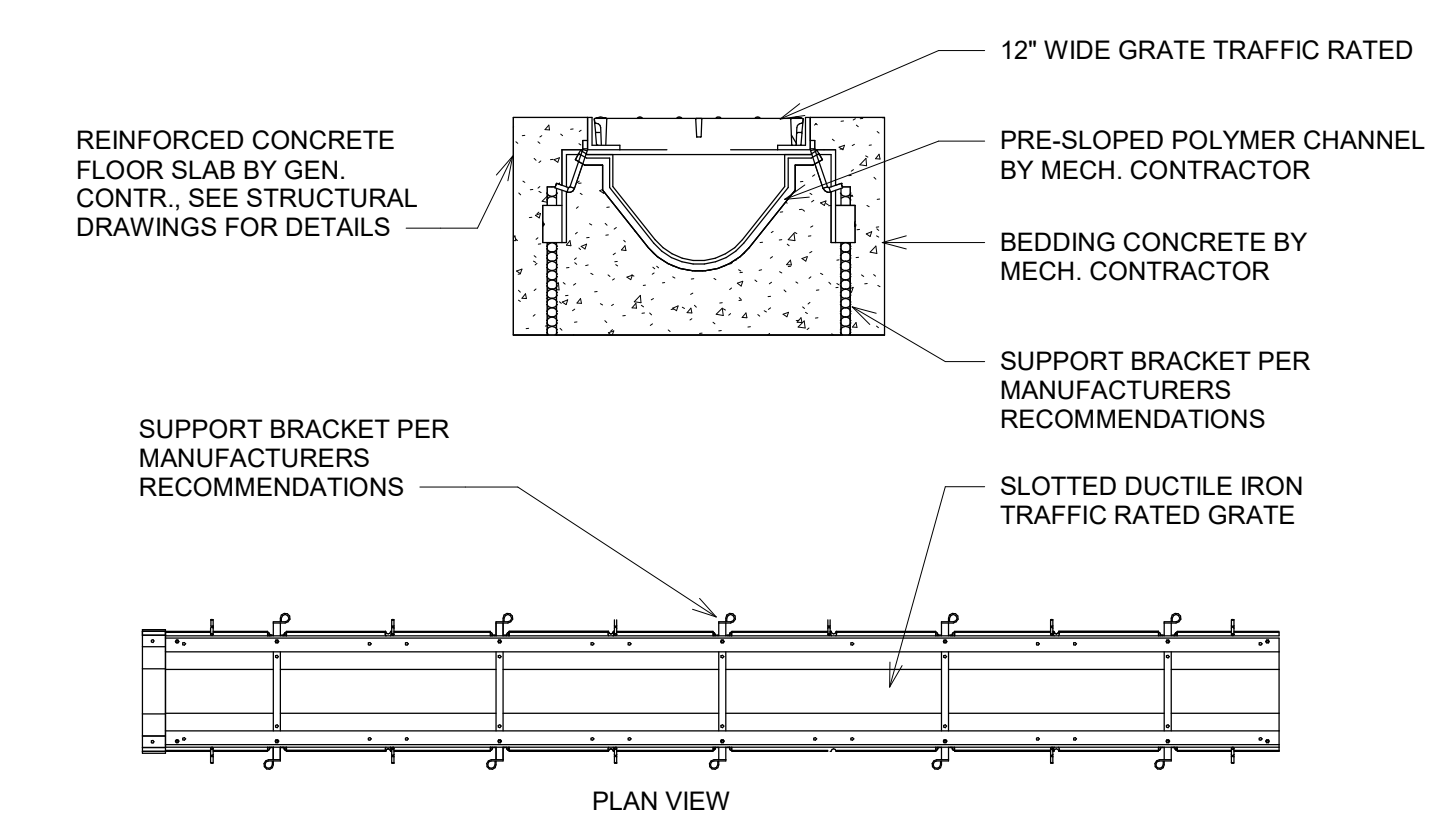 12" WIDE GRATE TRAFFIC RATED
REINFORCED CONCRETE
FLOOR SLAB BY GEN.
CONTR., SEE STRUCTURAL
DRAWINGS FOR DETAILS
PRE-SLOPED POLYMER CHANNEL
BY MECH. CONTRACTOR
BEDDING CONCRETE BY
MECH. CONTRACTOR
SUPPORT BRACKET PER
MANUFACTURERS
RECOMMENDATIONS
SUPPORT BRACKET PER
MANUFACTURERS
RECOMMENDATIONS
SLOTTED DUCTILE IRON
TRAFFIC RATED GRATE
PLAN VIEW